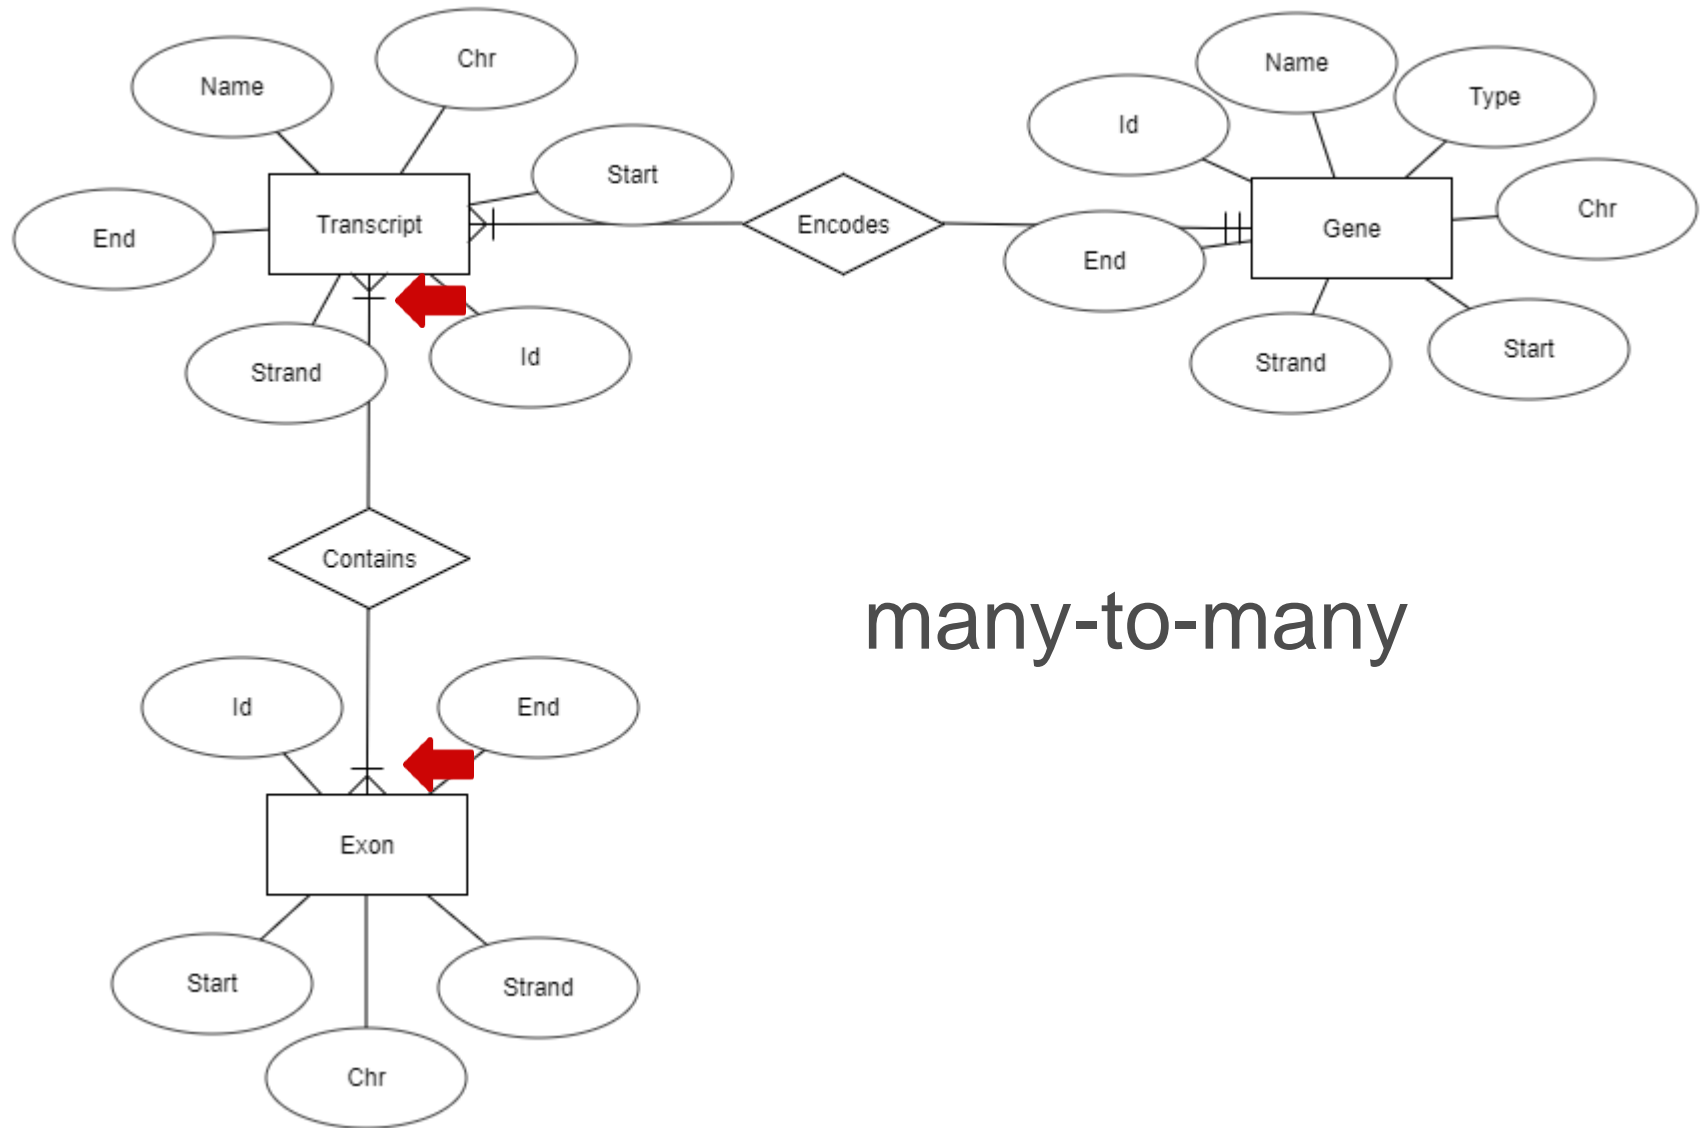 Chr
Name
Start
Transcript
End
Strand
Id
Encodes
Name
Type
Id
Chr
Gene
End
Start
Strand
Contains
many-to-many
Id
End
Exon
Start
Strand
Chr